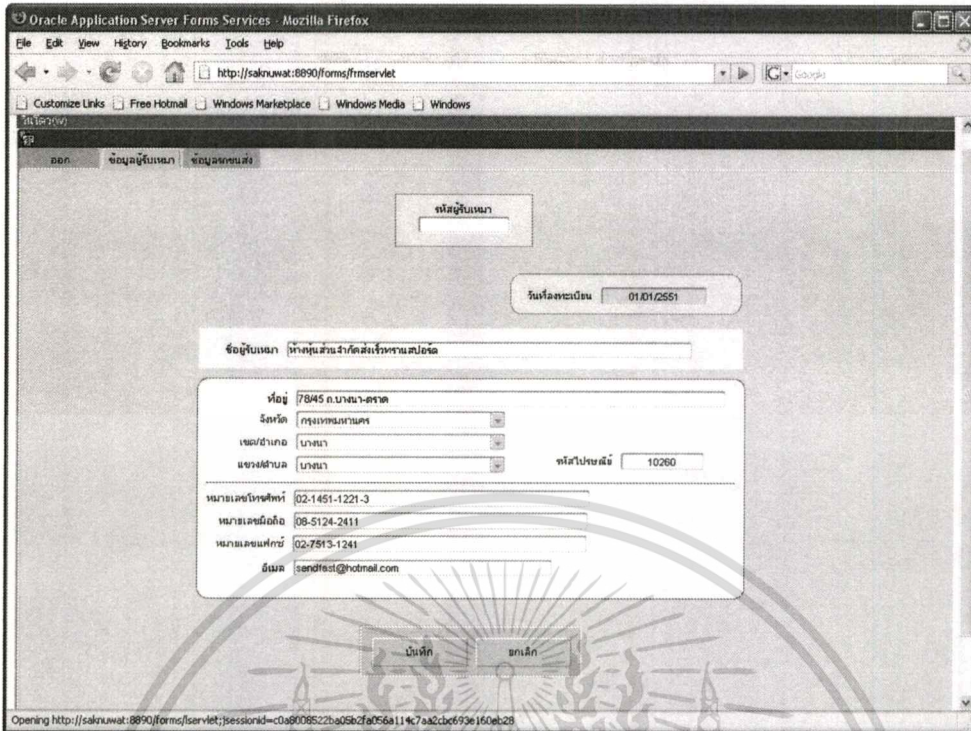 Oracle Application Server Forms Services - Mozilla Firefox
File Edit View History Bookmarks Tools Help
http://saknuwat:8890/forms/frmservlet
Google
Customize Links Free Hotmail Windows Marketplace Windows Media Windows
วินโดว์(W)
ออก ข้อมูลผู้รับเหมา ข้อมูลรถขนส่ง
รหัสผู้รับเหมา
วันที่ลงทะเบียน 01/01/2551
ชื่อผู้รับเหมา ห้างหุ้นส่วนจำกัดส่งเร็วทรานสปอร์ต
ที่อยู่ 78/45 ถ.บางนา-ตราด
จังหวัด กรุงเทพมหานคร
เขต/อำเภอ บางนา
แขวง/ตำบล บางนา รหัสไปรษณีย์ 10260
หมายเลขโทรศัพท์ 02-1451-1221-3
หมายเลขมือถือ 08-5124-2411
หมายเลขแฟกซ์ 02-7513-1241
อีเมล sendfast@hotmail.com
บันทึก ยกเลิก
Opening http://saknuwat:8890/forms/lservlet;jsessionid=c0a8008522ba05b2fa056a114c7aa2cbc693e160eb28